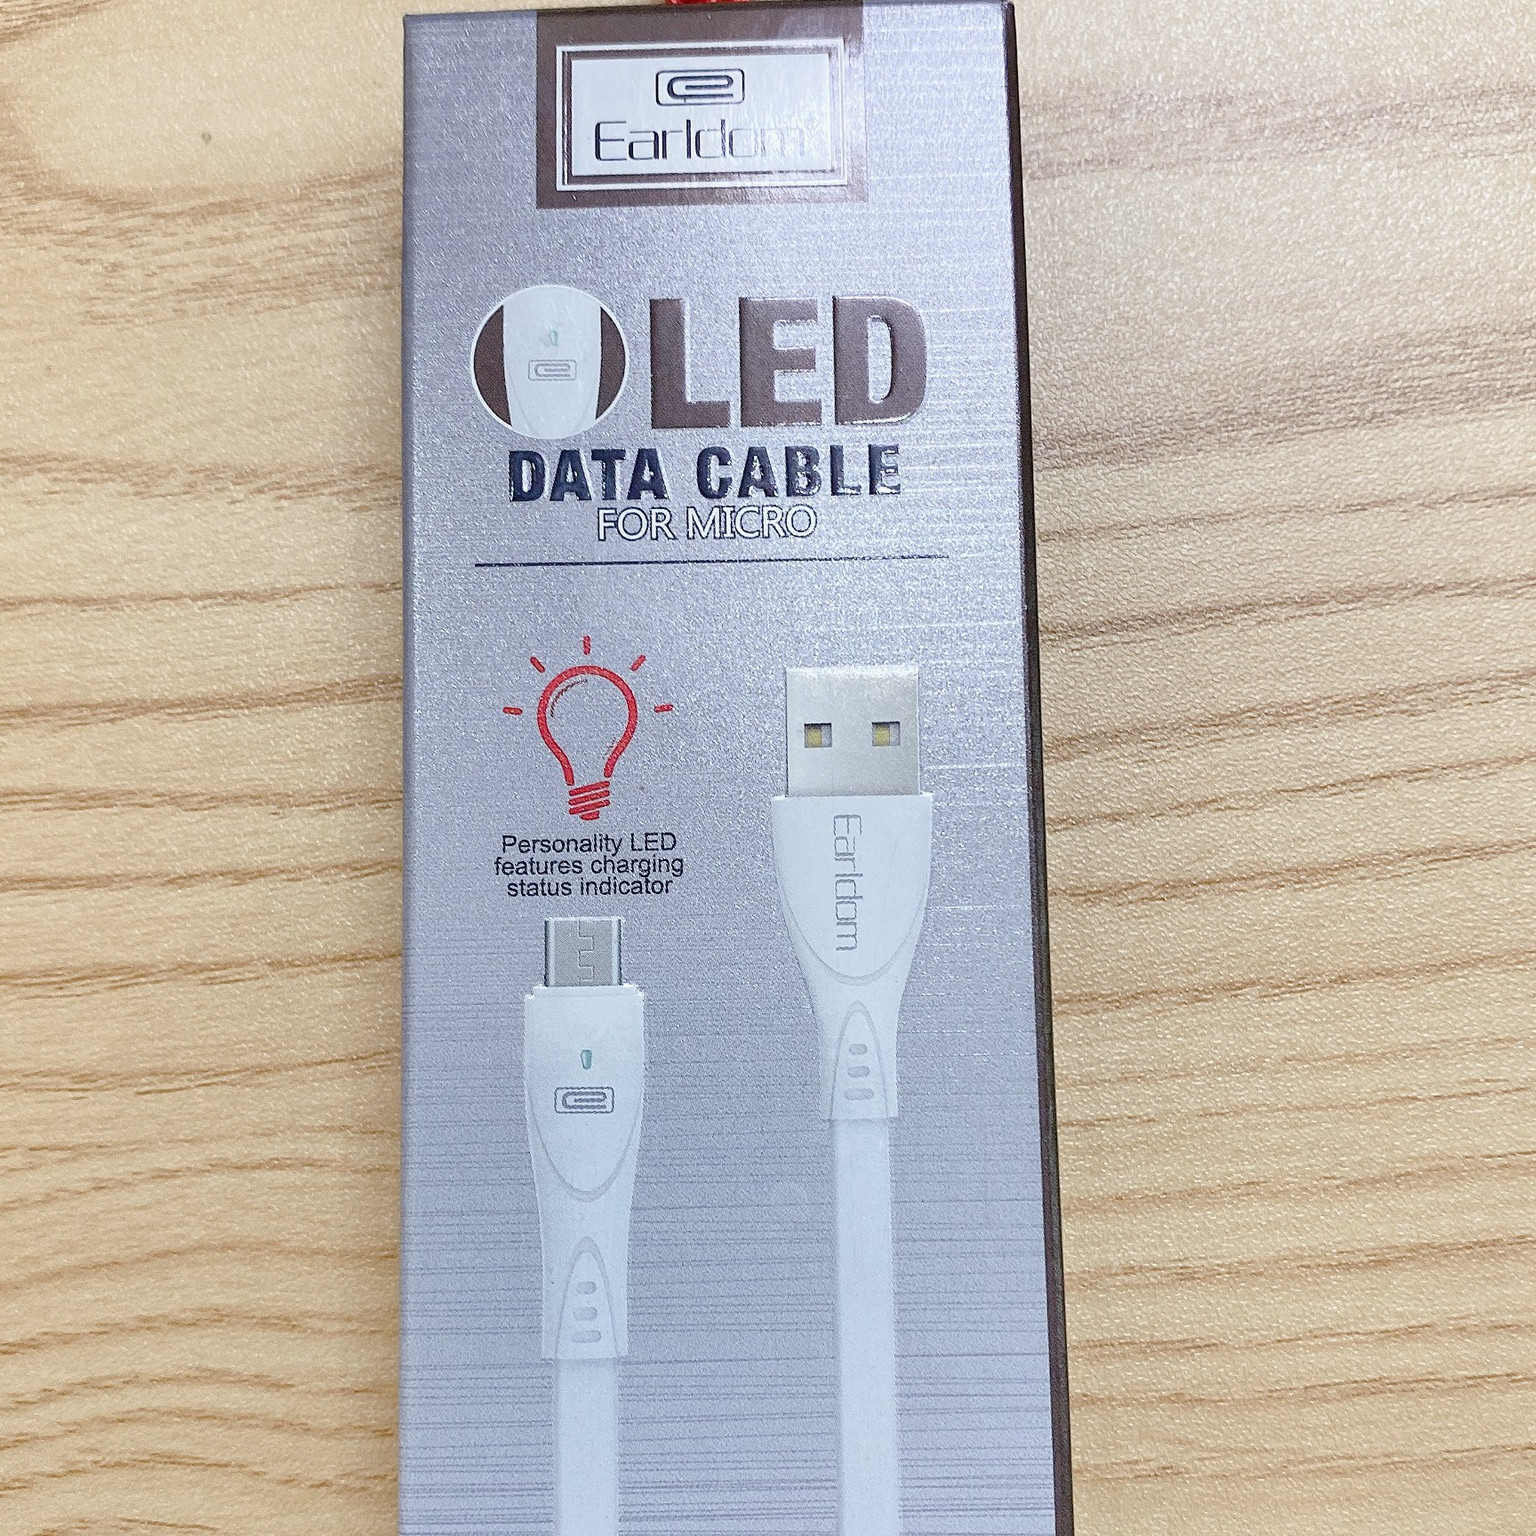 Earldom
LED
DATA CABLE
FOR MICRO
Personality LED
features charging
status indicator
Earldom